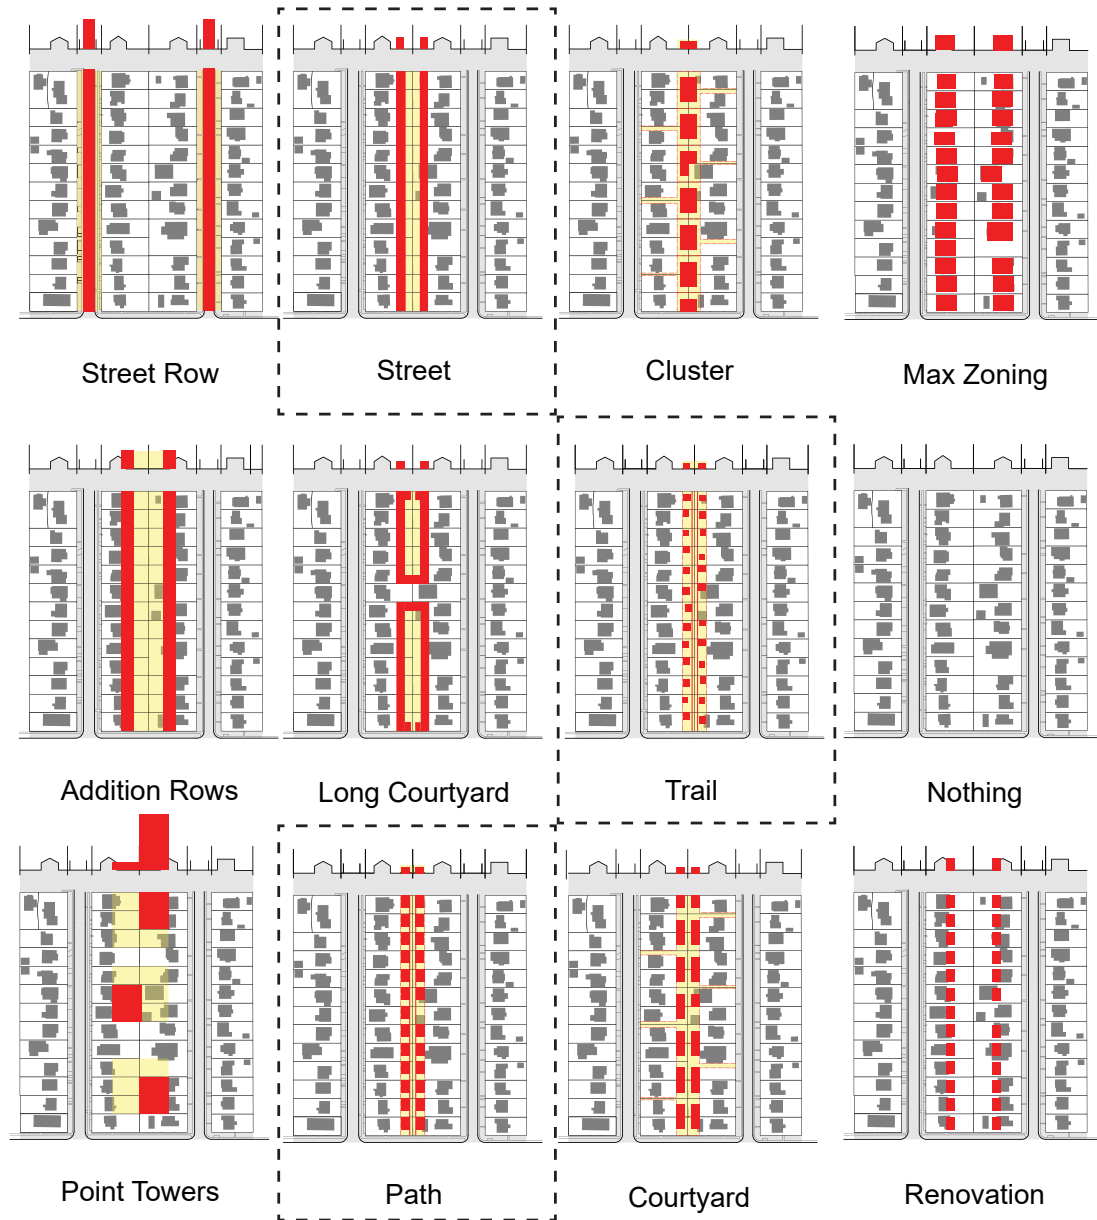 Street Row
Street
Cluster
Max Zoning
Addition Rows
Long Courtyard
Trail
Nothing
Point Towers
Path
Courtyard
Renovation